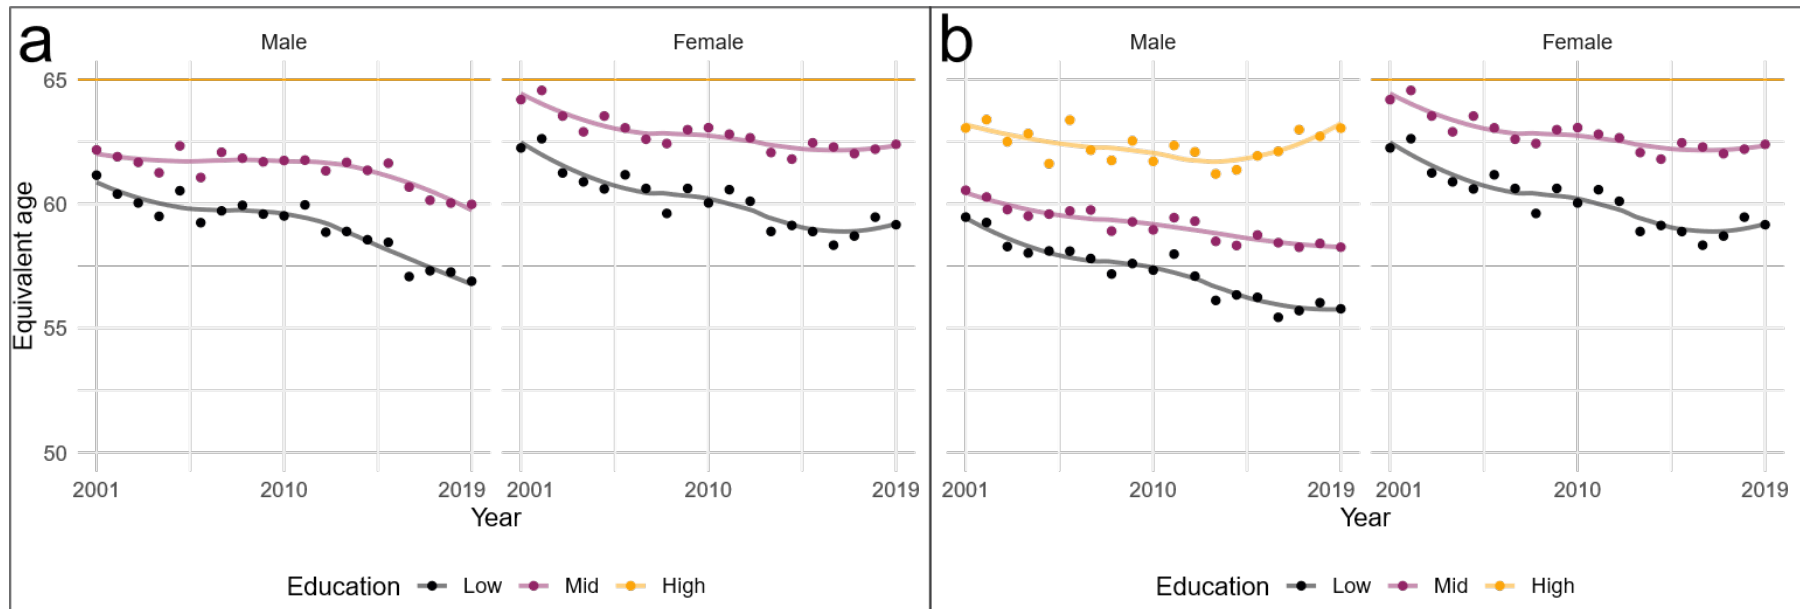 a
Male
Female
Equivalent age
65
60
55
50
2001
2010
2019
2001
2010
2019
Year
Education Low Mid High
b
Male
Female
2001
2010
2019
2001
2010
2019
Year
Education Low Mid High